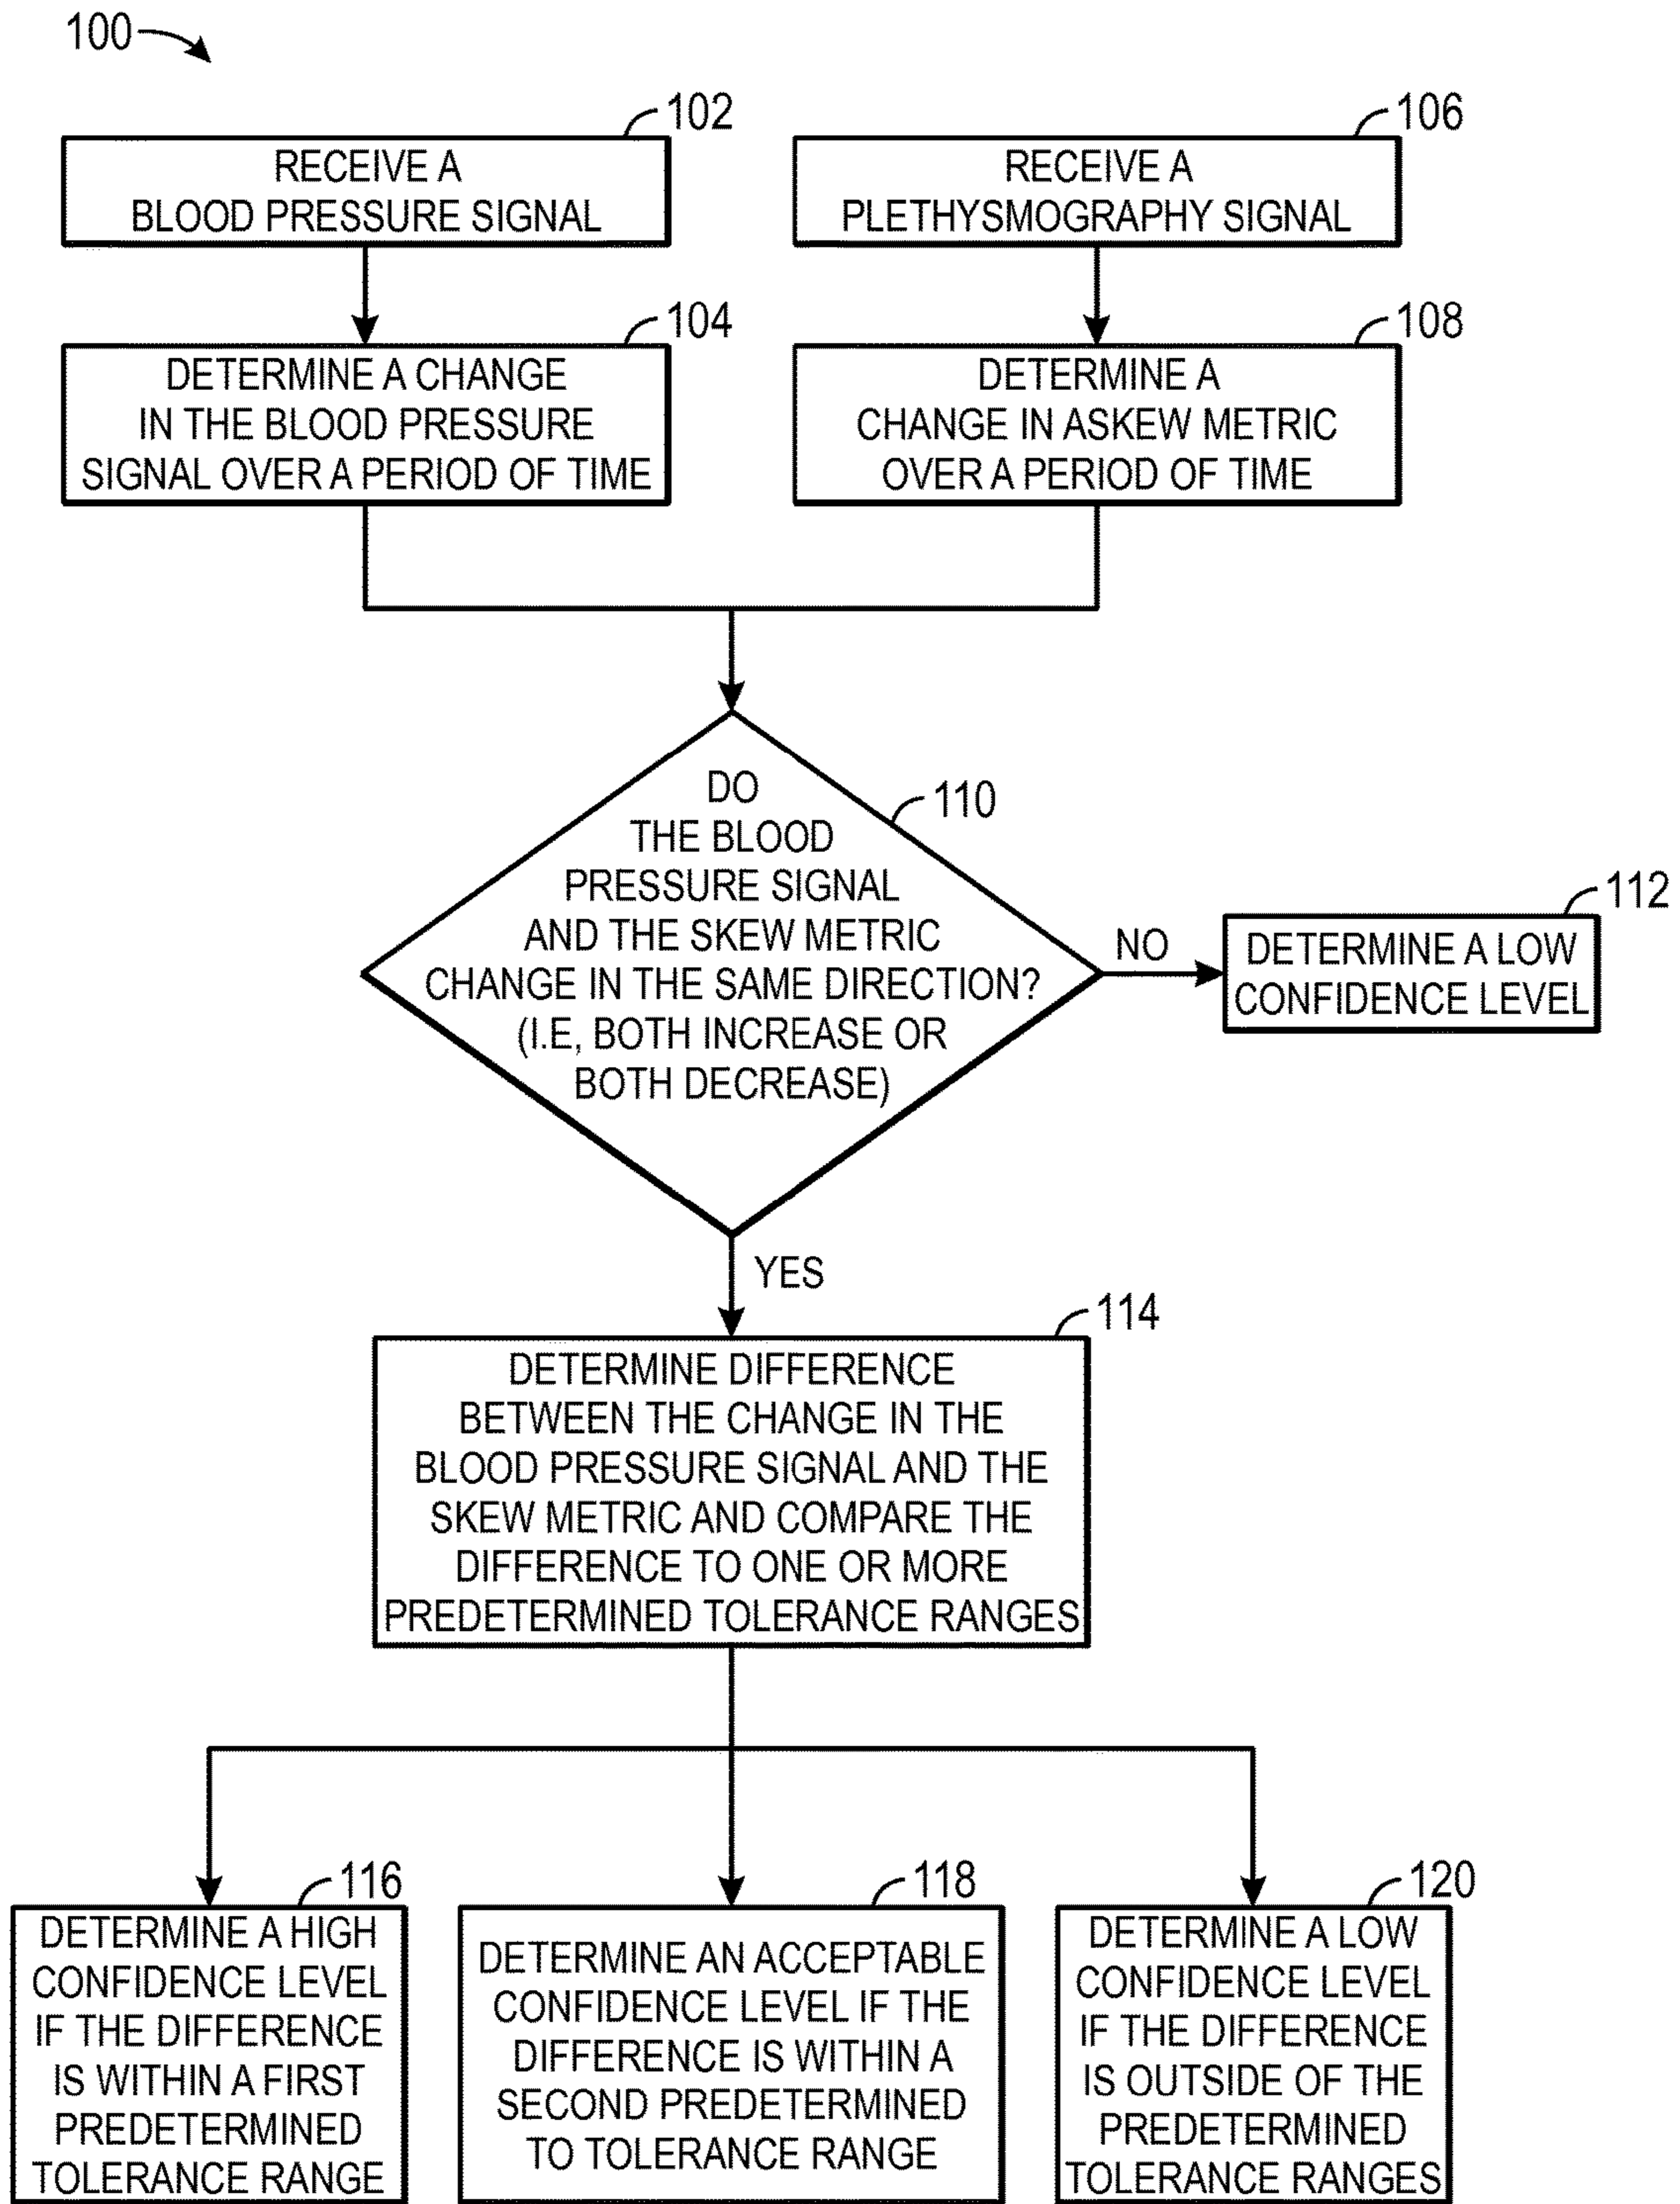 100
102
RECEIVE A
BLOOD PRESSURE SIGNAL
106
RECEIVE A
PLETHYSMOGRAPHY SIGNAL
104
DETERMINE A CHANGE
IN THE BLOOD PRESSURE
SIGNAL OVER A PERIOD OF TIME
108
DETERMINE A
CHANGE IN ASKEW METRIC
OVER A PERIOD OF TIME
110
DO
THE BLOOD
PRESSURE SIGNAL
AND THE SKEW METRIC
CHANGE IN THE SAME DIRECTION?
(I.E, BOTH INCREASE OR
BOTH DECREASE)
NO
112
DETERMINE A LOW
CONFIDENCE LEVEL
YES
114
DETERMINE DIFFERENCE
BETWEEN THE CHANGE IN THE
BLOOD PRESSURE SIGNAL AND THE
SKEW METRIC AND COMPARE THE
DIFFERENCE TO ONE OR MORE
PREDETERMINED TOLERANCE RANGES
116
DETERMINE A HIGH
CONFIDENCE LEVEL
IF THE DIFFERENCE
IS WITHIN A FIRST
PREDETERMINED
TOLERANCE RANGE
118
DETERMINE AN ACCEPTABLE
CONFIDENCE LEVEL IF THE
DIFFERENCE IS WITHIN A
SECOND PREDETERMINED
TO TOLERANCE RANGE
120
DETERMINE A LOW
CONFIDENCE LEVEL
IF THE DIFFERENCE
IS OUTSIDE OF THE
PREDETERMINED
TOLERANCE RANGES